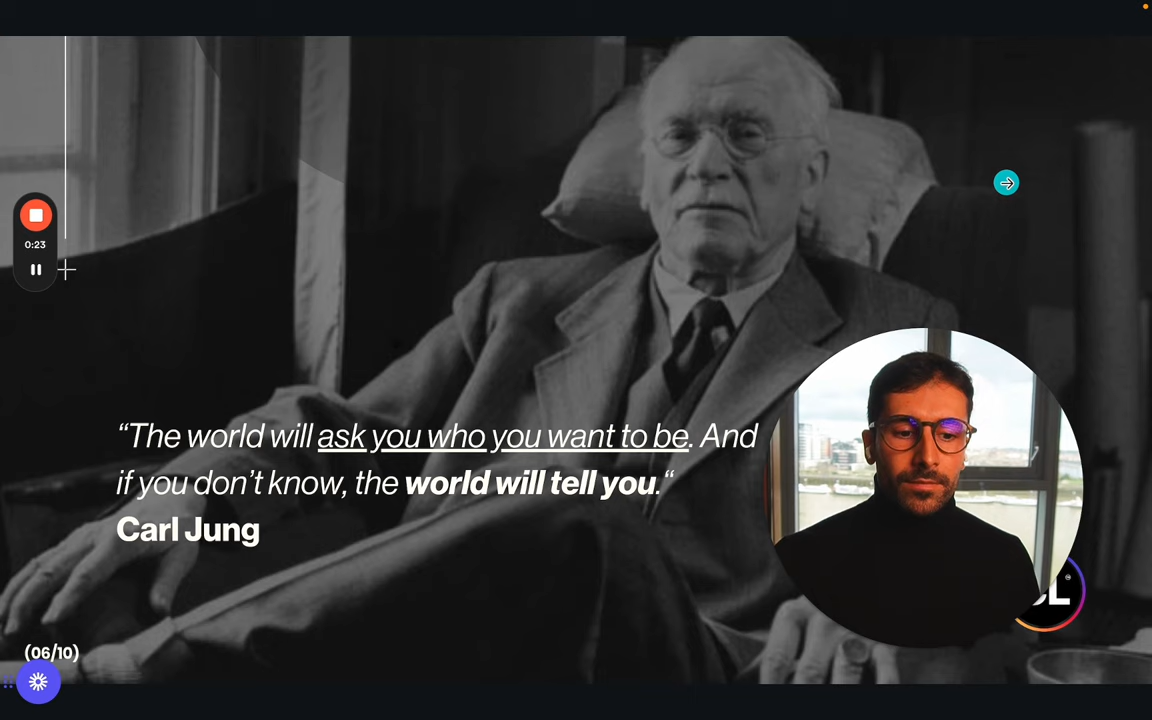 0:23
“The world will ask you who you want to be. And
if you don’t know, the world will tell you.“
Carl Jung
L
(06/10)